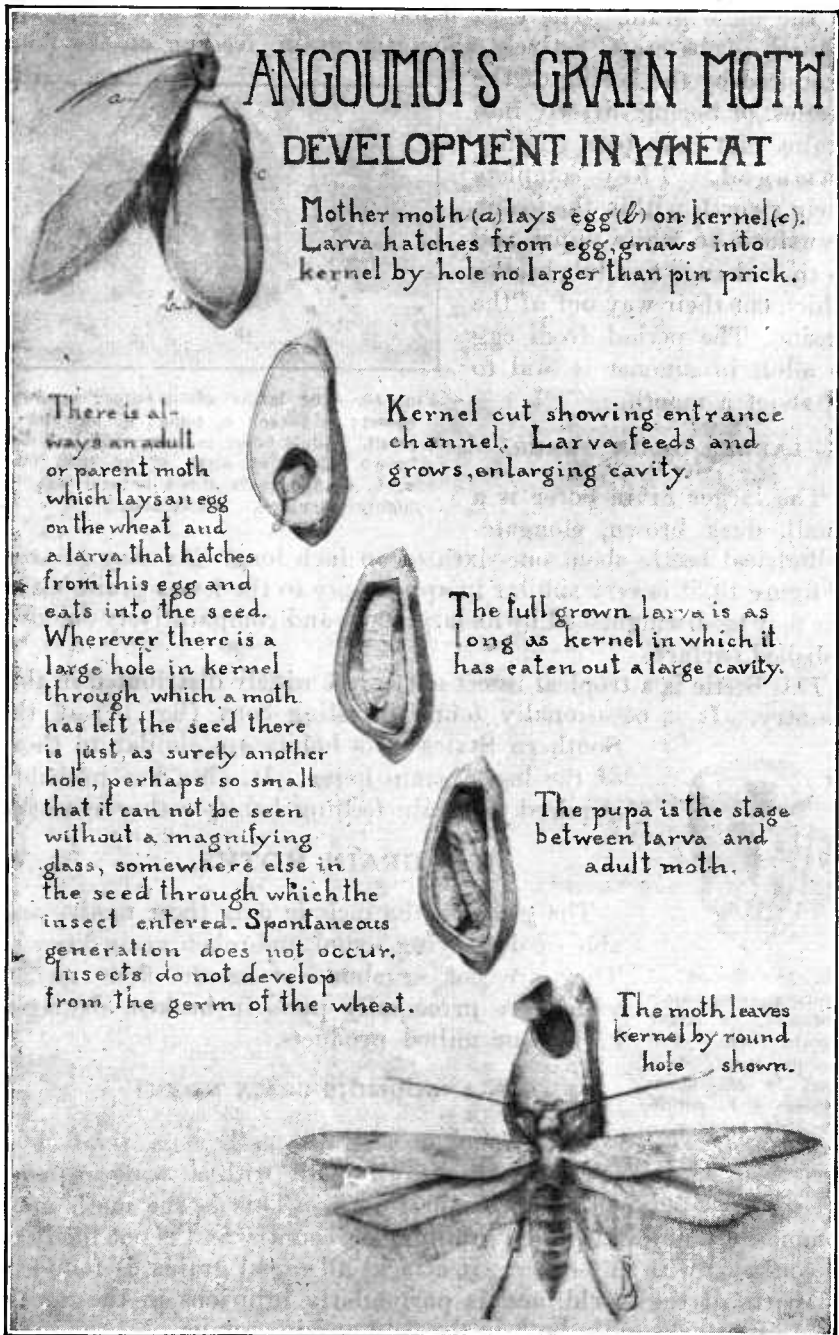 ANGOUMOIS GRAIN MOTH
DEVELOPMENT IN WHEAT
a
c
b
Mother moth (a) lays egg (b) on kernel (c).
Larva hatches from egg, gnaws into
kernel by hole no larger than pin prick.
Kernel cut showing entrance
channel. Larva feeds and
grows, enlarging cavity.
There is al-
ways an adult
or parent moth
which lays an egg
on the wheat and
a larva that hatches
from this egg and
eats into the seed.
Wherever there is a
large hole in kernel
through which a moth
has left the seed there
is just, as surely another
hole, perhaps so small
that it can not be seen
without a magnifying
glass, somewhere else in
the seed through which the
insect entered. Spontaneous
generation does not occur.
Insects do not develop
from the germ of the wheat.
The full grown larva is as
long as kernel in which it
has eaten out a large cavity.
The pupa is the stage
between larva and
adult moth.
The moth leaves
kernel by round
hole shown.